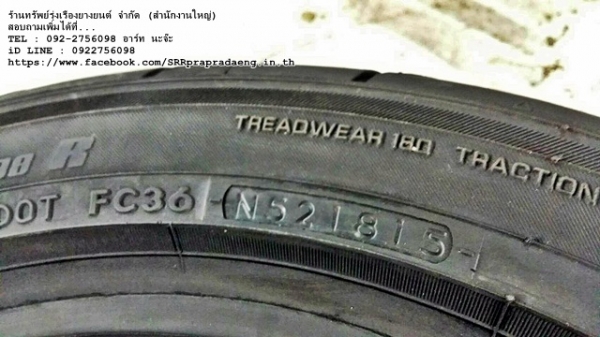 ร้านทรัพย์รุ่งเรืองยางยนต์ จำกัด (สำนักงานใหญ่)
สอบถามเพิ่มได้ที่...
TEL : 092-2756098 อาร์ท นะจ๊ะ
iD LINE : 0922756098
https://www.facebook.com/SRRprapradaeng.in.th
TREADWEAR 180 TRACTION
R
DOT FC36 N521815